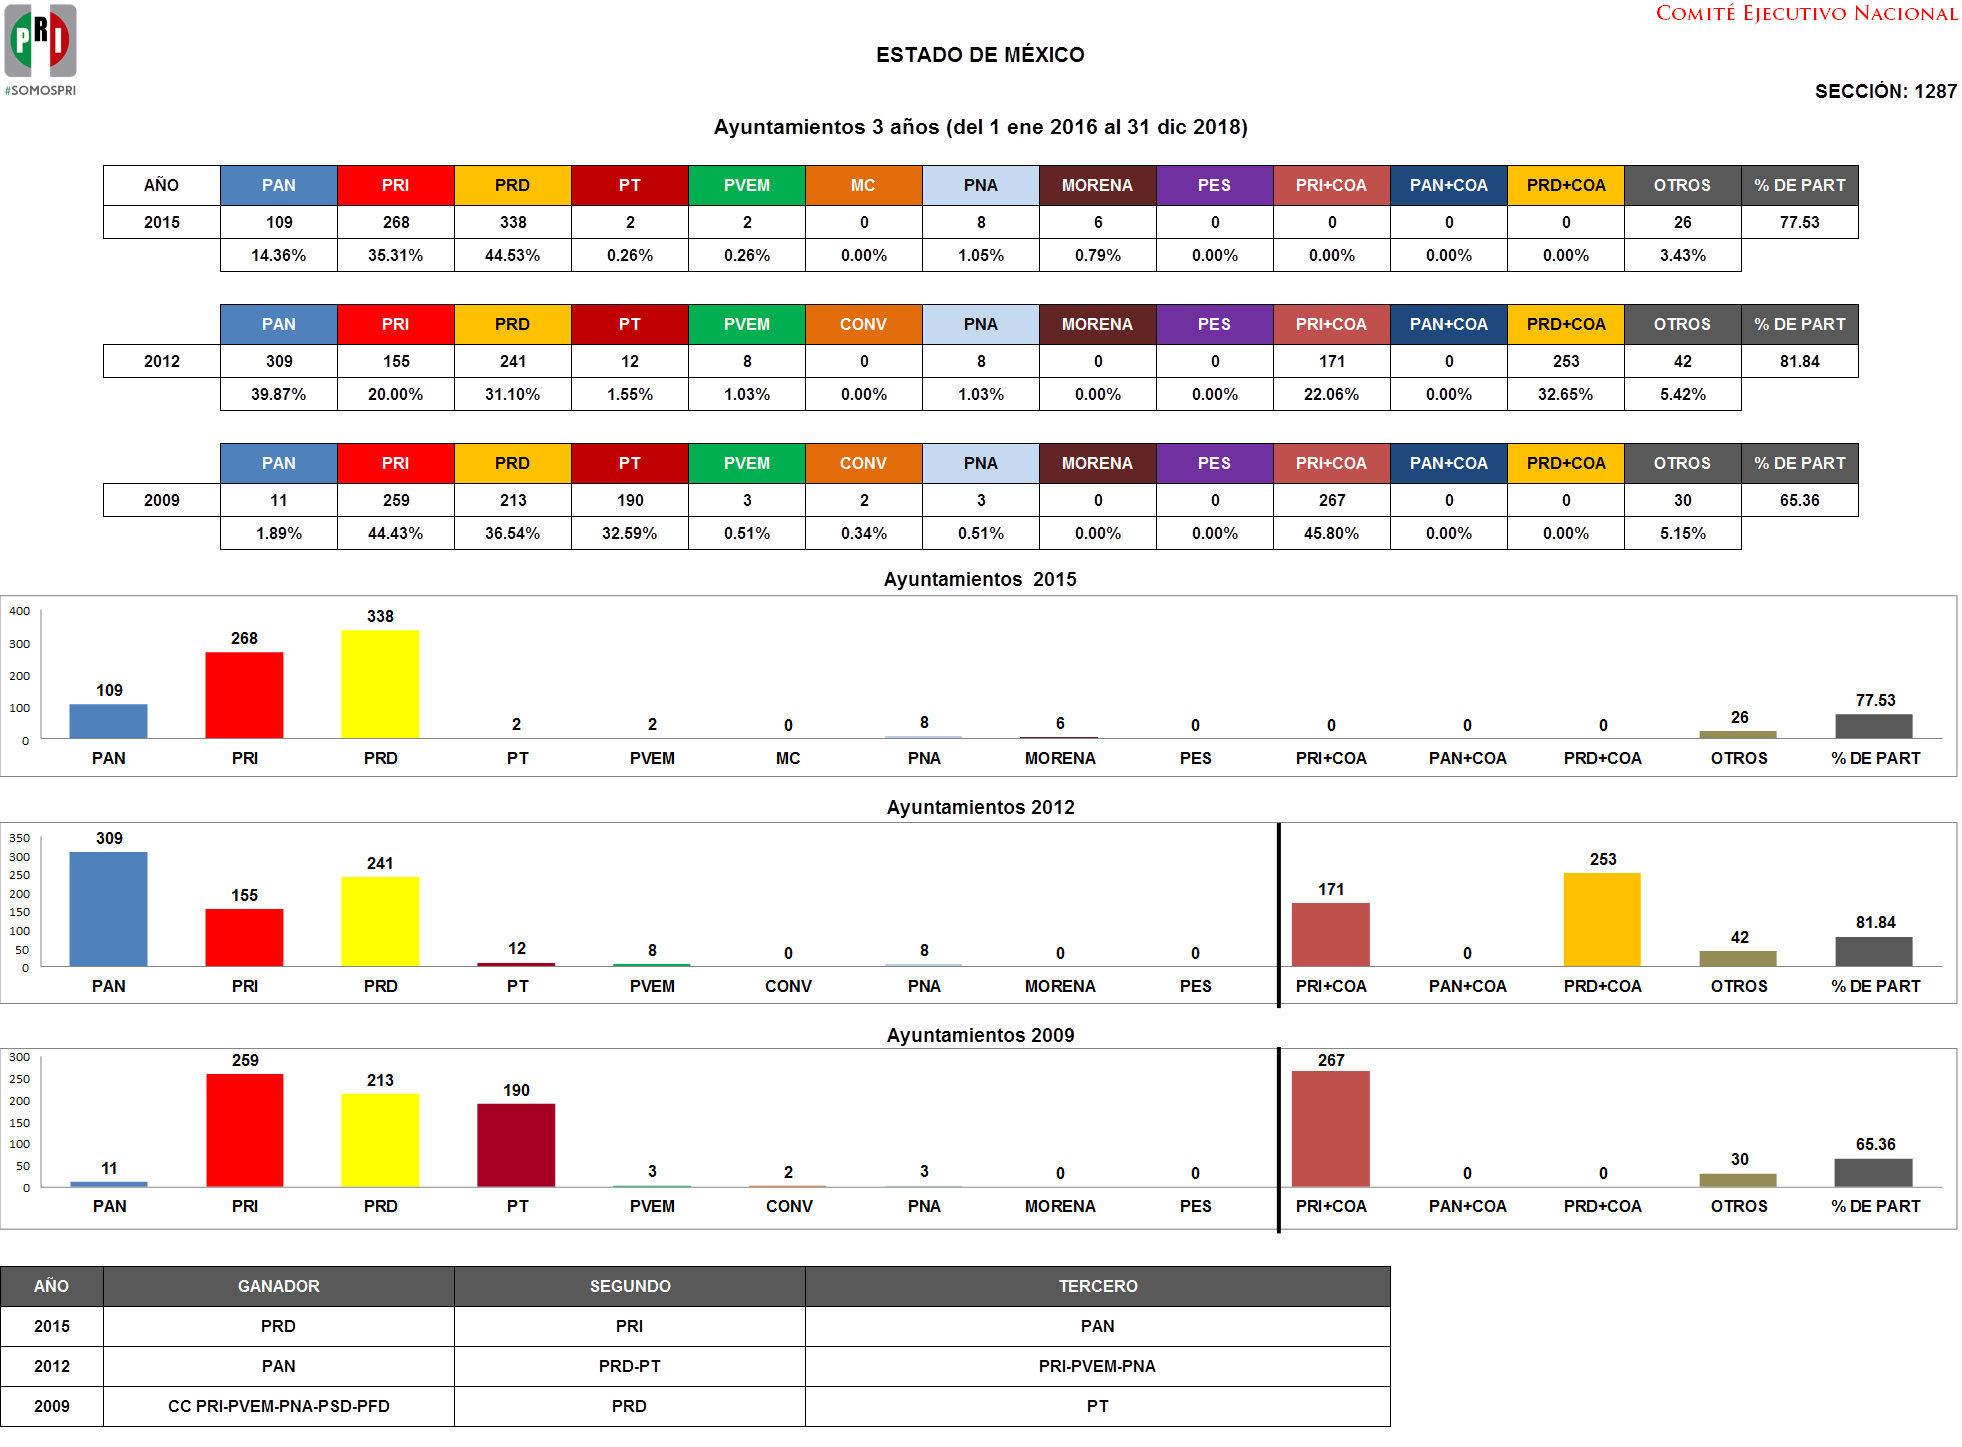 PRI
#SOMOSPRI
COMITÉ EJECUTIVO NACIONAL
ESTADO DE MÉXICO
SECCIÓN: 1287
Ayuntamientos 3 años (del 1 ene 2016 al 31 dic 2018)
AÑO PAN PRI PRD PT PVEM MC PNA MORENA PES PRI+COA PAN+COA PRD+COA OTROS % DE PART
2015 109 268 338 2 2 0 8 6 0 0 0 0 26 77.53
14.36% 35.31% 44.53% 0.26% 0.26% 0.00% 1.05% 0.79% 0.00% 0.00% 0.00% 0.00% 3.43%
PAN PRI PRD PT PVEM CONV PNA MORENA PES PRI+COA PAN+COA PRD+COA OTROS % DE PART
2012 309 155 241 12 8 0 8 0 0 171 0 253 42 81.84
39.87% 20.00% 31.10% 1.55% 1.03% 0.00% 1.03% 0.00% 0.00% 22.06% 0.00% 32.65% 5.42%
PAN PRI PRD PT PVEM CONV PNA MORENA PES PRI+COA PAN+COA PRD+COA OTROS % DE PART
2009 11 259 213 190 3 2 3 0 0 267 0 0 30 65.36
1.89% 44.43% 36.54% 32.59% 0.51% 0.34% 0.51% 0.00% 0.00% 45.80% 0.00% 0.00% 5.15%
Ayuntamientos 2015
400
300
200
100
0
109 268 338 2 2 0 8 6 0 0 0 0 26 77.53
PAN PRI PRD PT PVEM MC PNA MORENA PES PRI+COA PAN+COA PRD+COA OTROS % DE PART
Ayuntamientos 2012
350
300
250
200
150
100
50
0
309 155 241 12 8 0 8 0 0 171 0 253 42 81.84
PAN PRI PRD PT PVEM CONV PNA MORENA PES PRI+COA PAN+COA PRD+COA OTROS % DE PART
Ayuntamientos 2009
300
250
200
150
100
50
0
11 259 213 190 3 2 3 0 0 267 0 0 30 65.36
PAN PRI PRD PT PVEM CONV PNA MORENA PES PRI+COA PAN+COA PRD+COA OTROS % DE PART
AÑO GANADOR SEGUNDO TERCERO
2015 PRD PRI PAN
2012 PAN PRD-PT PRI-PVEM-PNA
2009 CC PRI-PVEM-PNA-PSD-PFD PRD PT